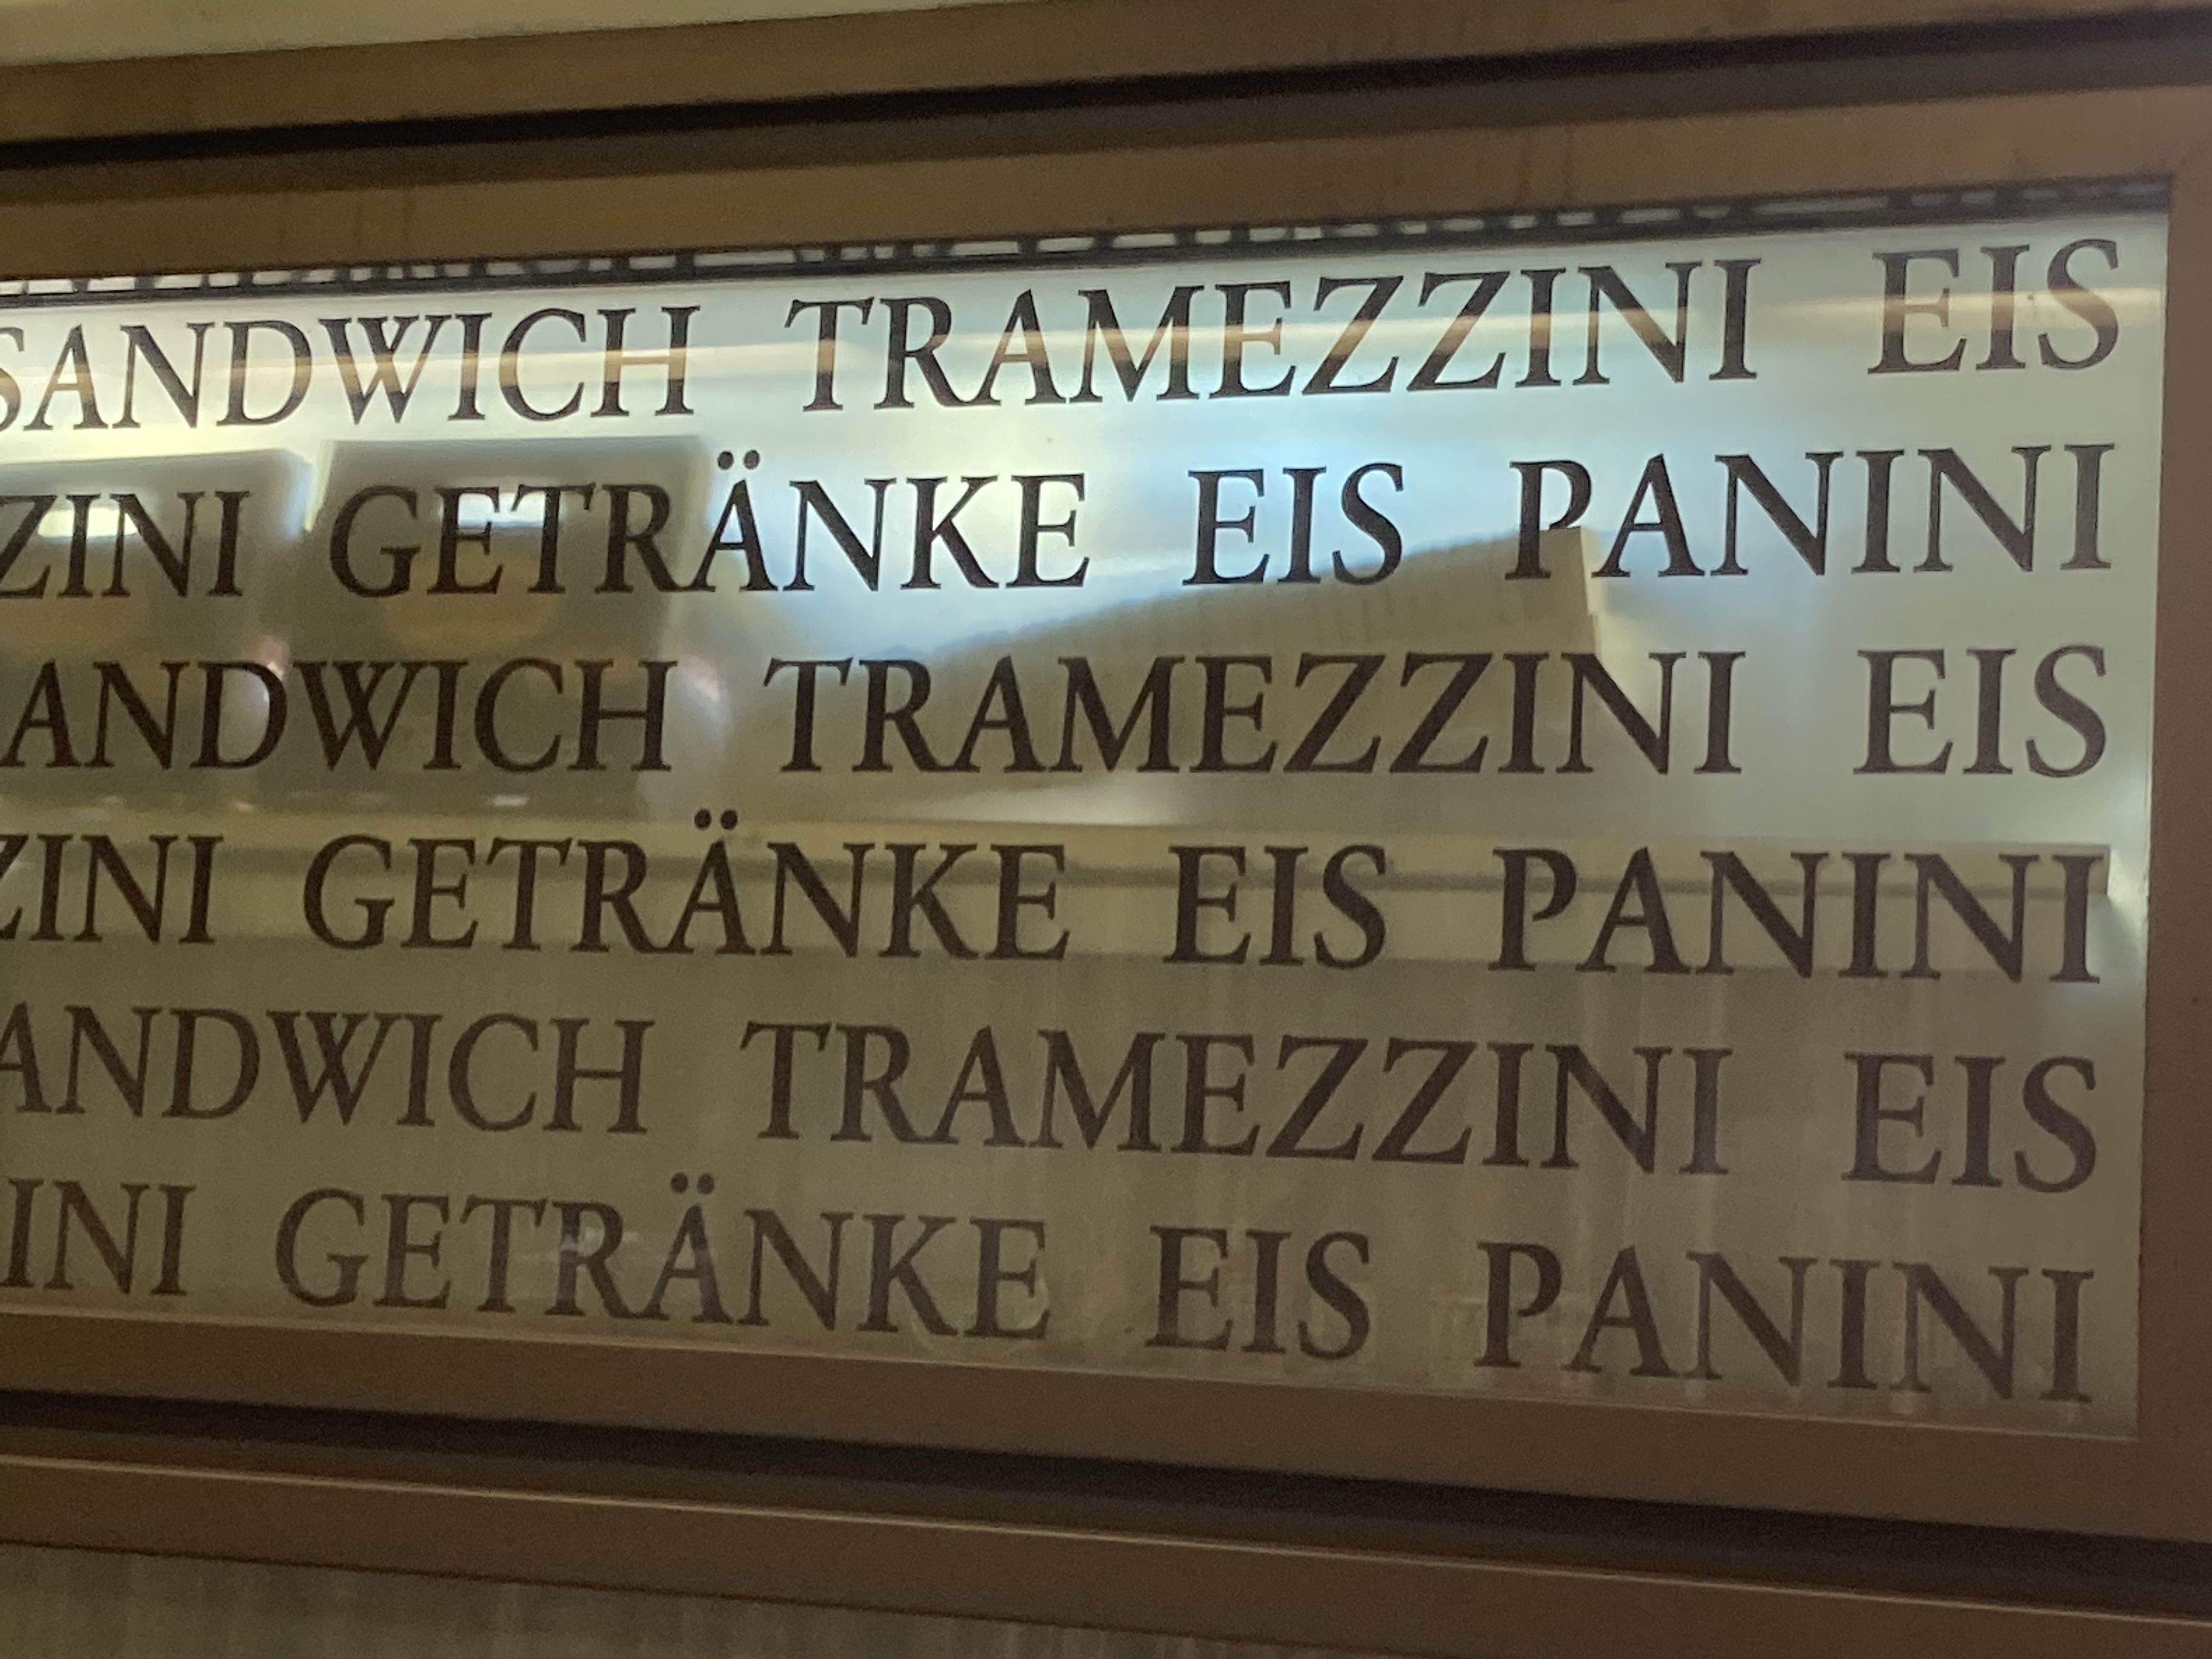 SANDWICH TRAMEZZINI EIS
ZINI GETRÄNKE EIS PANINI
ANDWICH TRAMEZZINI EIS
ZINI GETRÄNKE EIS PANINI
ANDWICH TRAMEZZINI EIS
INI GETRÄNKE EIS PANINI